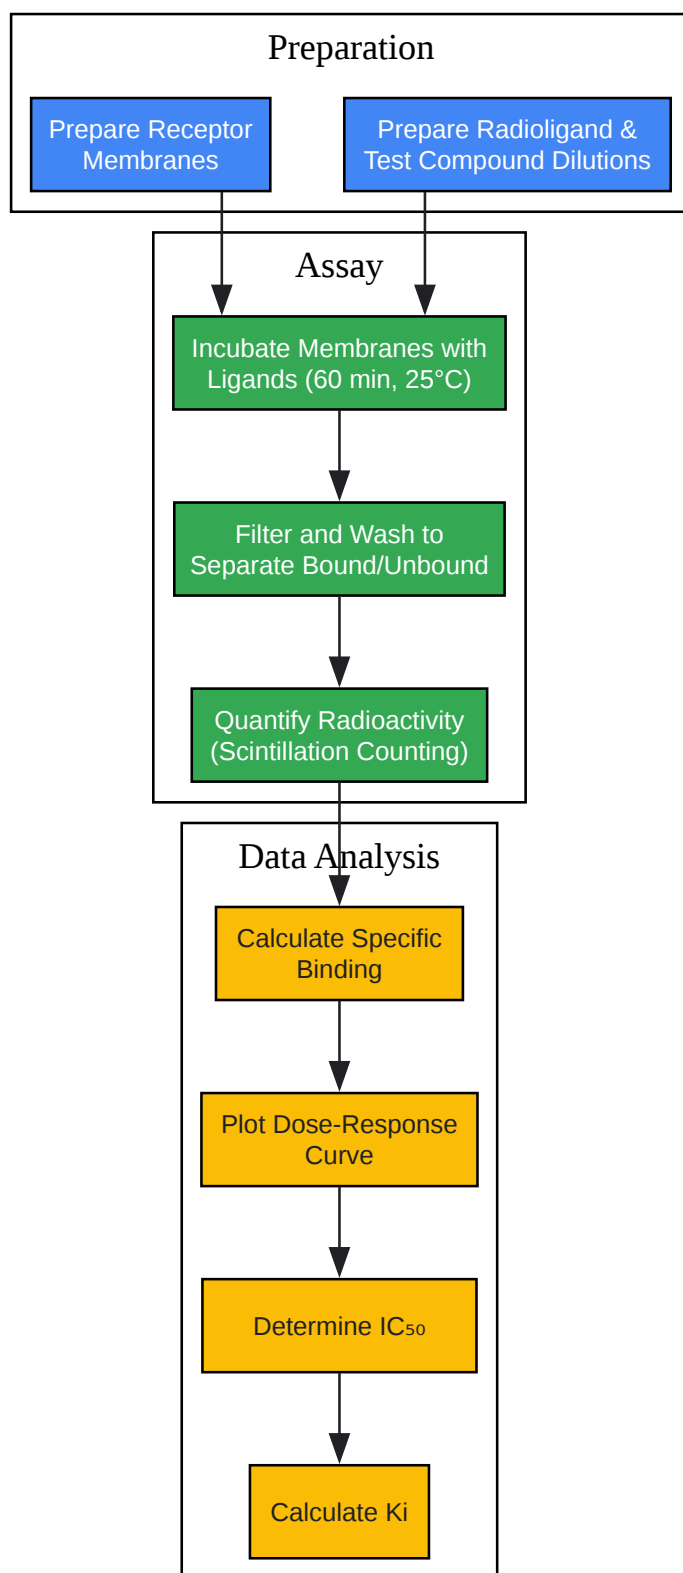 Preparation
Prepare Receptor
Membranes
Prepare Radioligand &
Test Compound Dilutions
Assay
Incubate Membranes with
Ligands (60 min, 25°C)
Filter and Wash to
Separate Bound/Unbound
Quantify Radioactivity
(Scintillation Counting)
Data Analysis
Calculate Specific
Binding
Plot Dose-Response
Curve
Determine IC₅₀
Calculate Ki